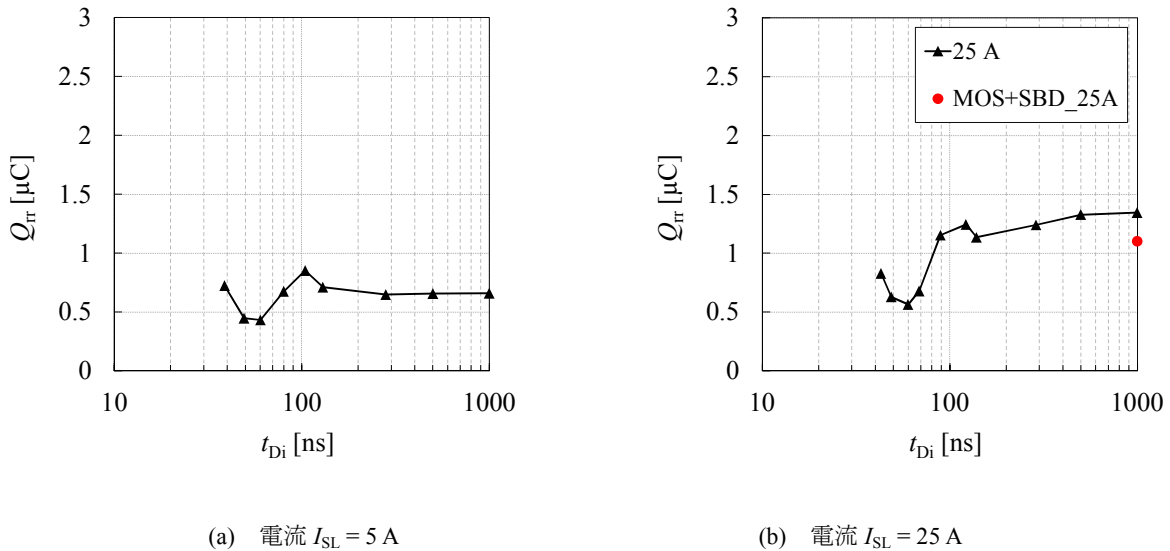 3
2.5
2
1.5
1
0.5
0
Qrr [μC]
10 100 1000
tDi [ns]
(a) 電流 ISL = 5 A
3
2.5
2
1.5
1
0.5
0
Qrr [μC]
25 A
MOS+SBD_25A
10 100 1000
tDi [ns]
(b) 電流 ISL = 25 A